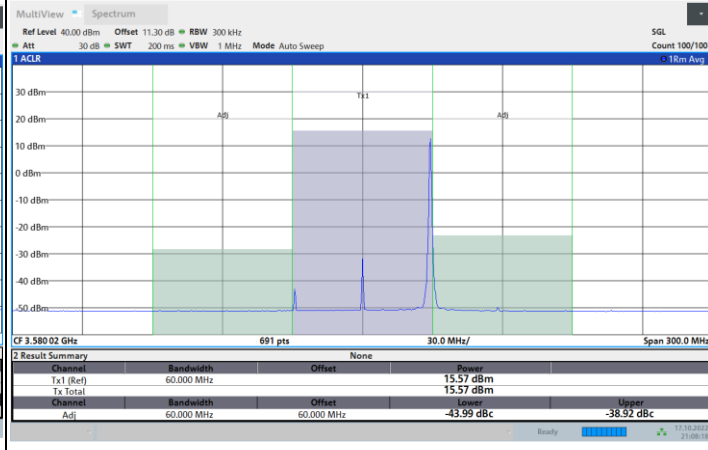 MultiView Spectrum
Ref Level 40.00 dBm Offset 11.30 dB RBW 300 kHz SGL
Att 30 dB SWT 200 ms VBW 1 MHz Mode Auto Sweep Count 100/100
1 ACLR 1Rm Avg
30 dBm
Tx1
20 dBm
Adj Adj
10 dBm
0 dBm
-10 dBm
-20 dBm
-30 dBm
-40 dBm
-50 dBm
CF 3.58002 GHz 691 pts 30.0 MHz/ Span 300.0 MHz
2 Result Summary None
Channel Bandwidth Offset Power
Tx1 (Ref) 60.000 MHz 15.57 dBm
Tx Total 15.57 dBm
Channel Bandwidth Offset Lower Upper
Adj 60.000 MHz 60.000 MHz -43.99 dBc -38.92 dBc
Ready 17.10.2022